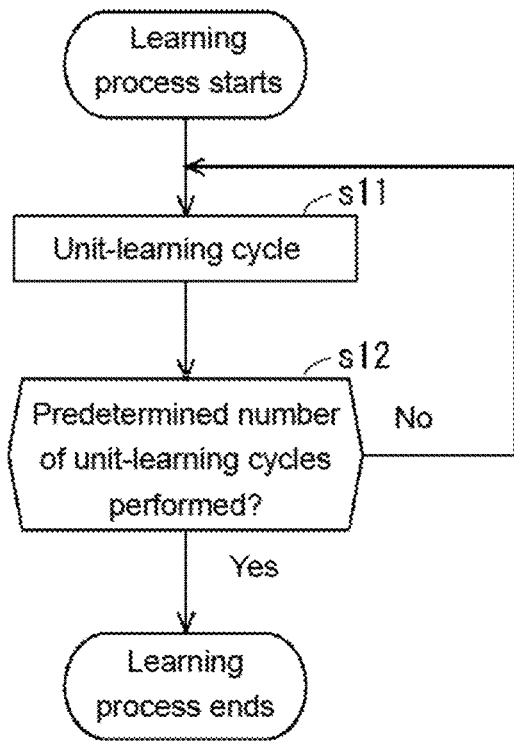 Learning
process starts
s11
Unit-learning cycle
s12
Predetermined number
of unit-learning cycles
performed?
No
Yes
Learning
process ends